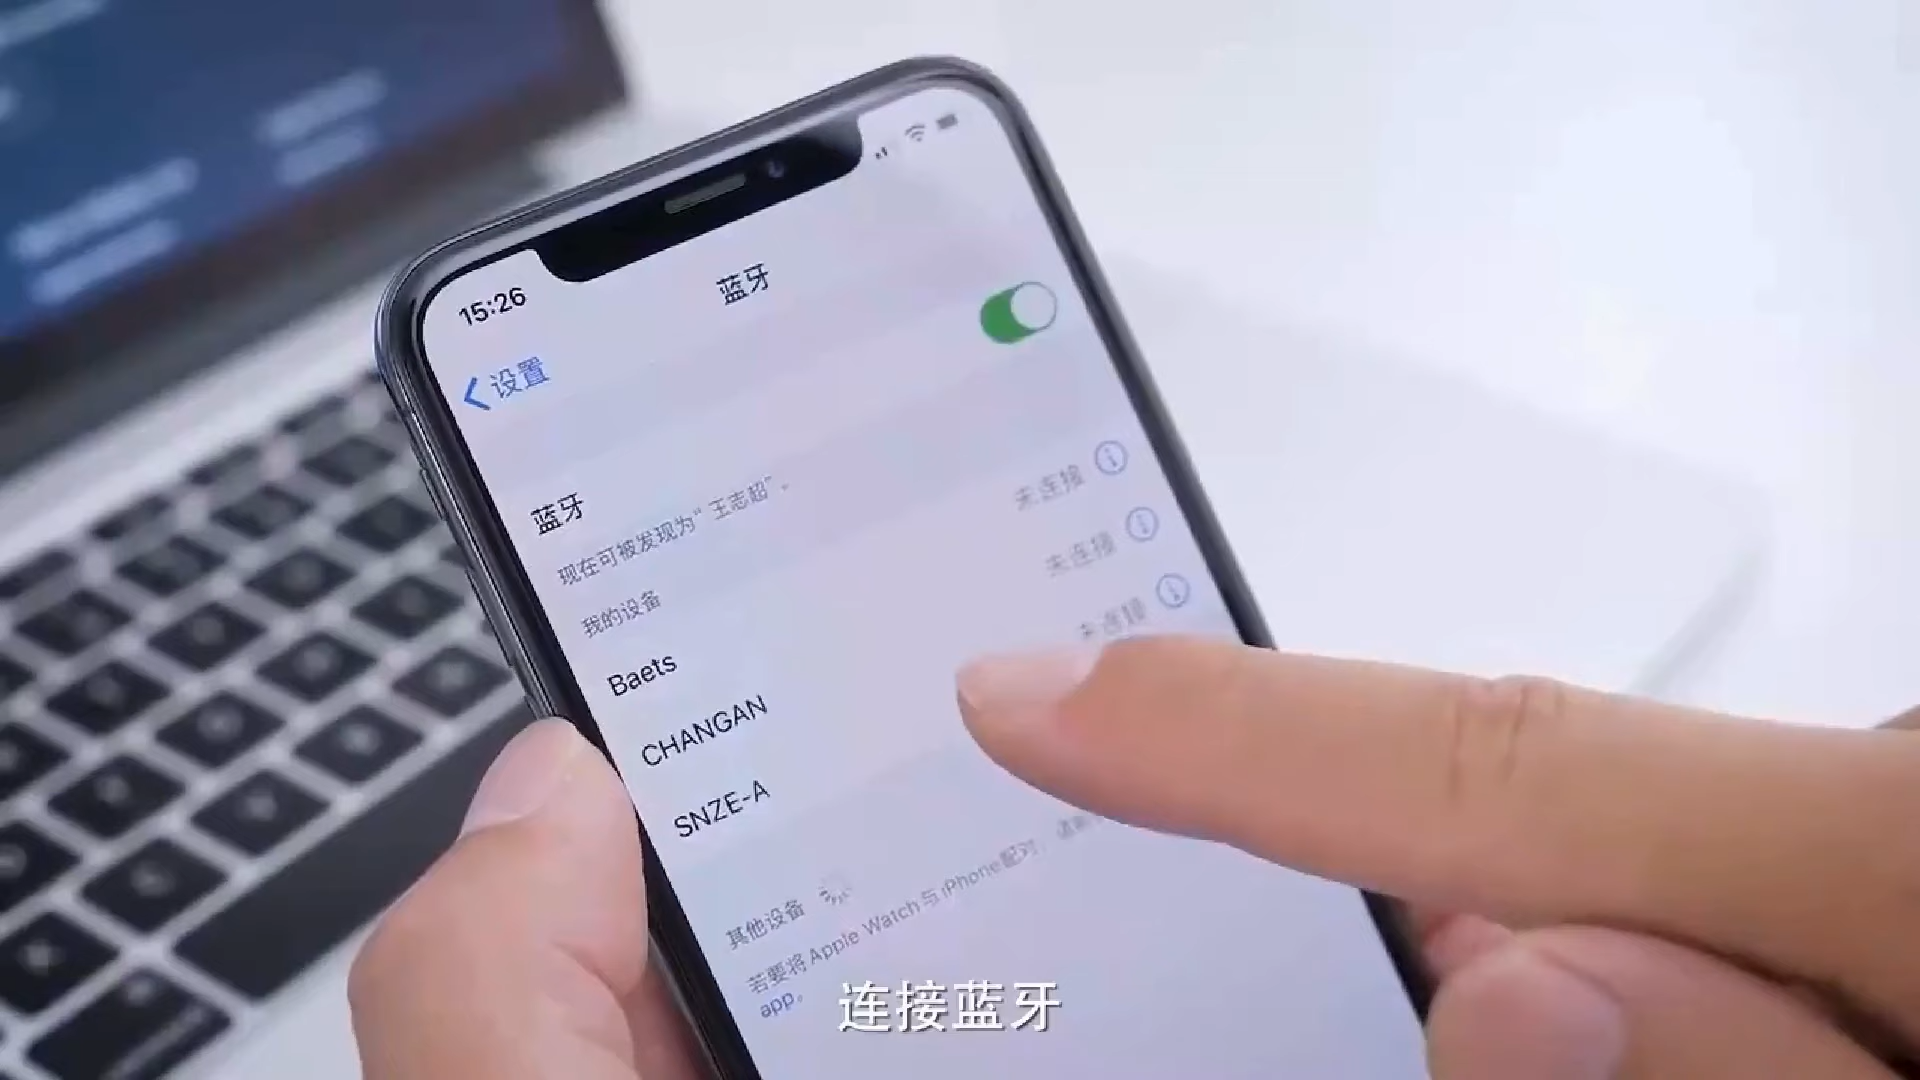 15:26
蓝牙
设置
蓝牙
现在可被发现为“王志超”。
我的设备
Baets 未连接
CHANGAN 未连接
SNZE-A 未连接
其他设备
若要将 Apple Watch 与 iPhone 配对，请
app。
连接蓝牙